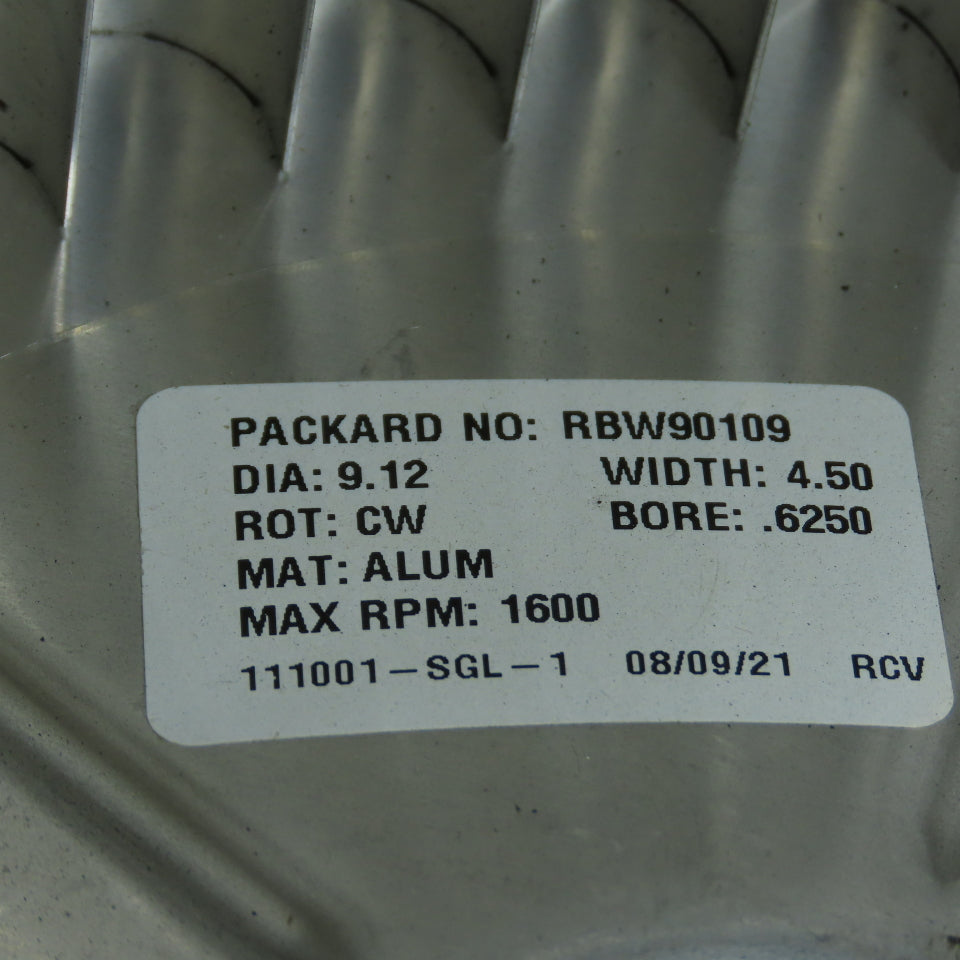 PACKARD NO: RBW90109
DIA: 9.12 WIDTH: 4.50
ROT: CW BORE: .6250
MAT: ALUM
MAX RPM: 1600
111001-SGL-1 08/09/21 RCV